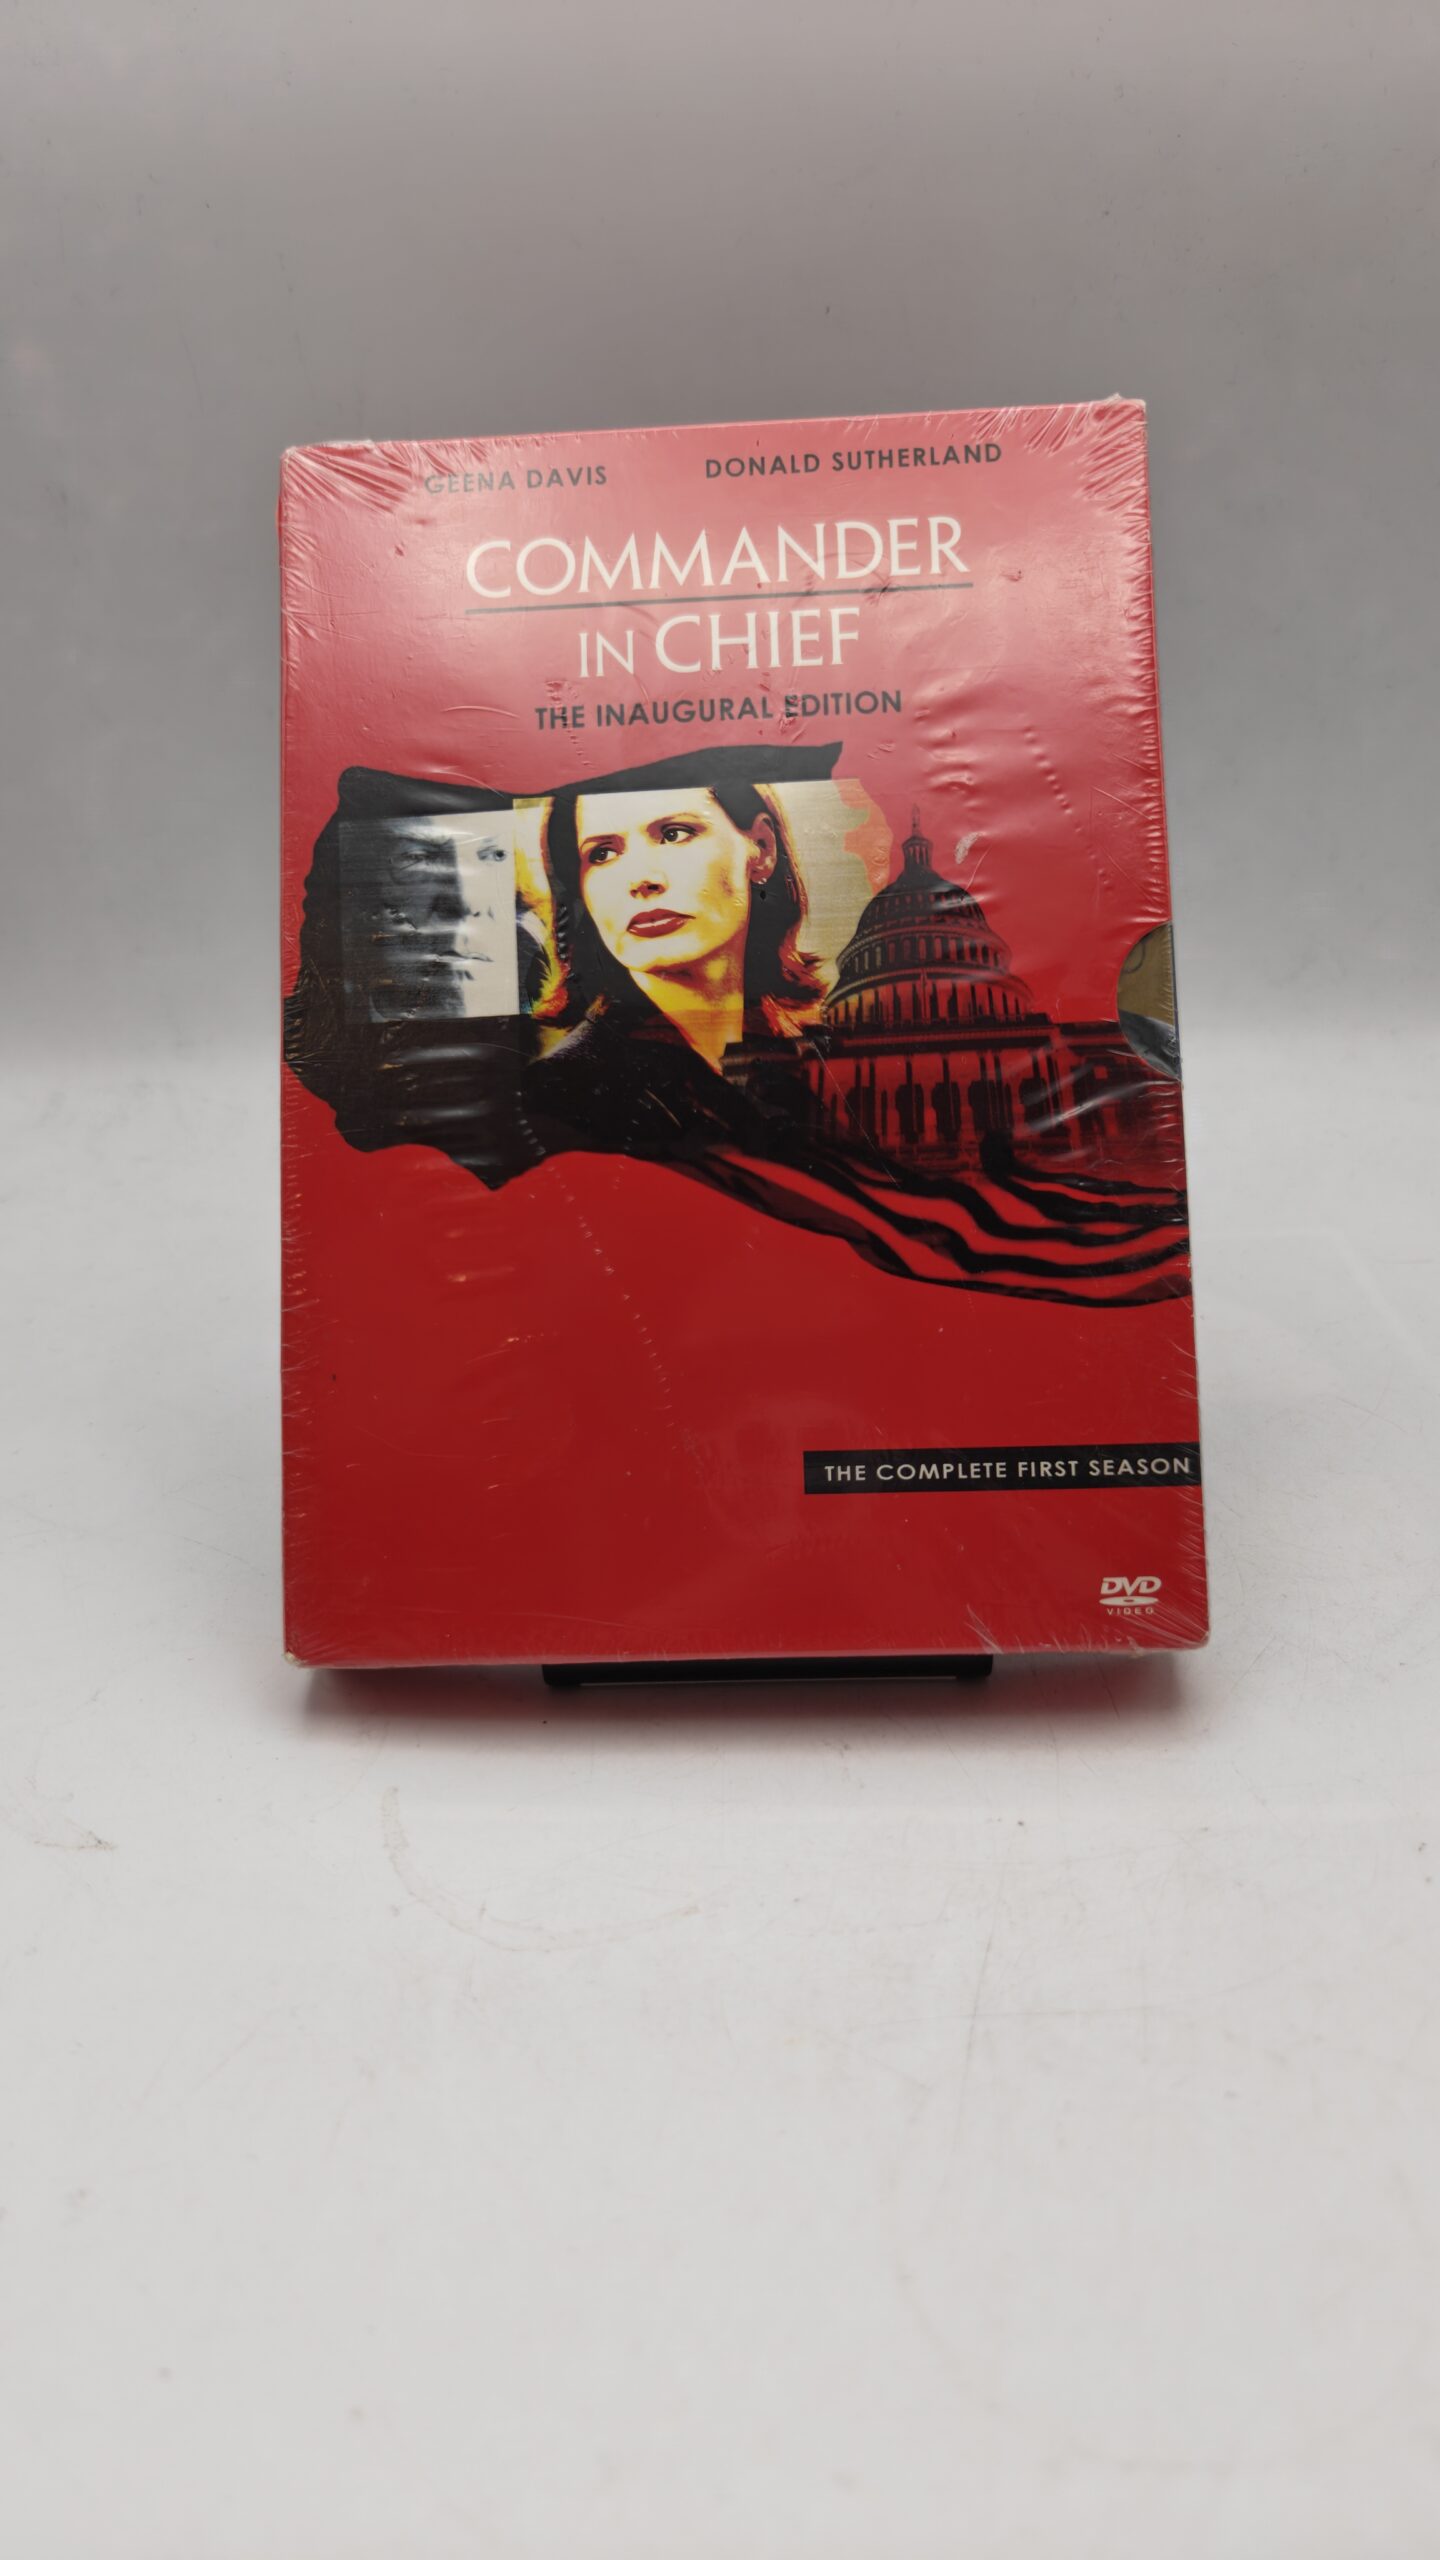 GEENA DAVIS DONALD SUTHERLAND
COMMANDER
IN CHIEF
THE INAUGURAL EDITION
THE COMPLETE FIRST SEASON
DVD
VIDEO